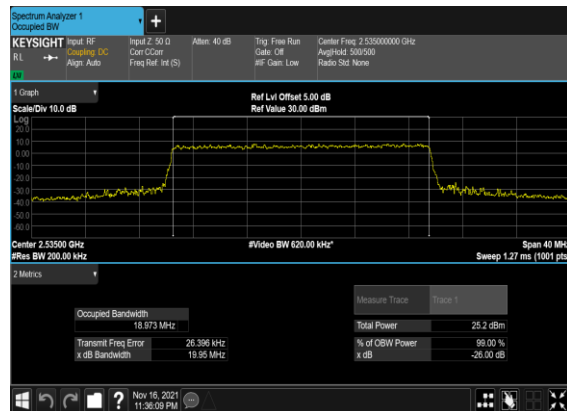 Spectrum Analyzer 1
Occupied BW
+
KEYSIGHT Input: RF Input Z: 50 Ω Atten: 40 dB Trig: Free Run Center Freq: 2.535000000 GHz
RL Coupling: DC Corr CCorr Gate: Off Avg|Hold: 500/500
Align: Auto Freq Ref: Int (S) #IF Gain: Low Radio Std: None
LW
1 Graph Ref Lvl Offset 5.00 dB
Scale/Div 10.0 dB Ref Value 30.00 dBm
Log
20.0
10.0
0.00
-10.0
-20.0
-30.0
-40.0
-50.0
-60.0
Center 2.53500 GHz #Video BW 620.00 kHz* Span 40 MHz
#Res BW 200.00 kHz Sweep 1.27 ms (1001 pts
2 Metrics
Measure Trace Trace 1
Occupied Bandwidth
18.973 MHz Total Power 25.2 dBm
Transmit Freq Error 26.396 kHz % of OBW Power 99.00 %
x dB Bandwidth 19.95 MHz x dB -26.00 dB
? Nov 16, 2021
11:36:09 PM